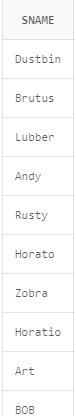 SNAME
Dustbin
Brutus
Lubber
Andy
Rusty
Horato
Zobra
Horatio
Art
BOB